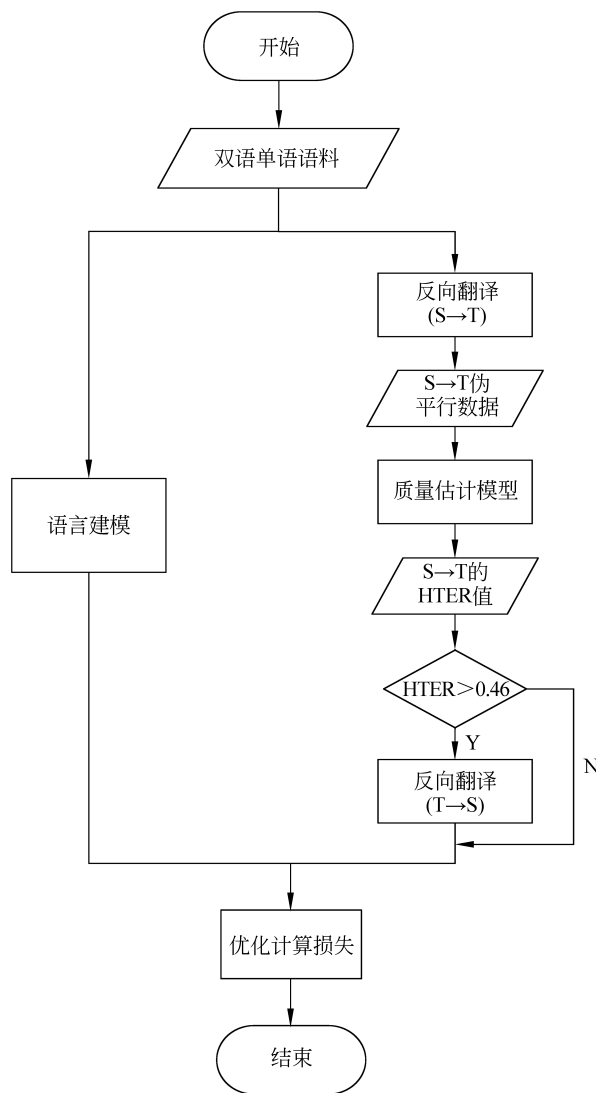 开始
双语单语语料
反向翻译
(S→T)
S→T伪
平行数据
质量估计模型
语言建模
S→T的
HTER值
HTER＞0.46
Y
N
反向翻译
(T→S)
优化计算损失
结束